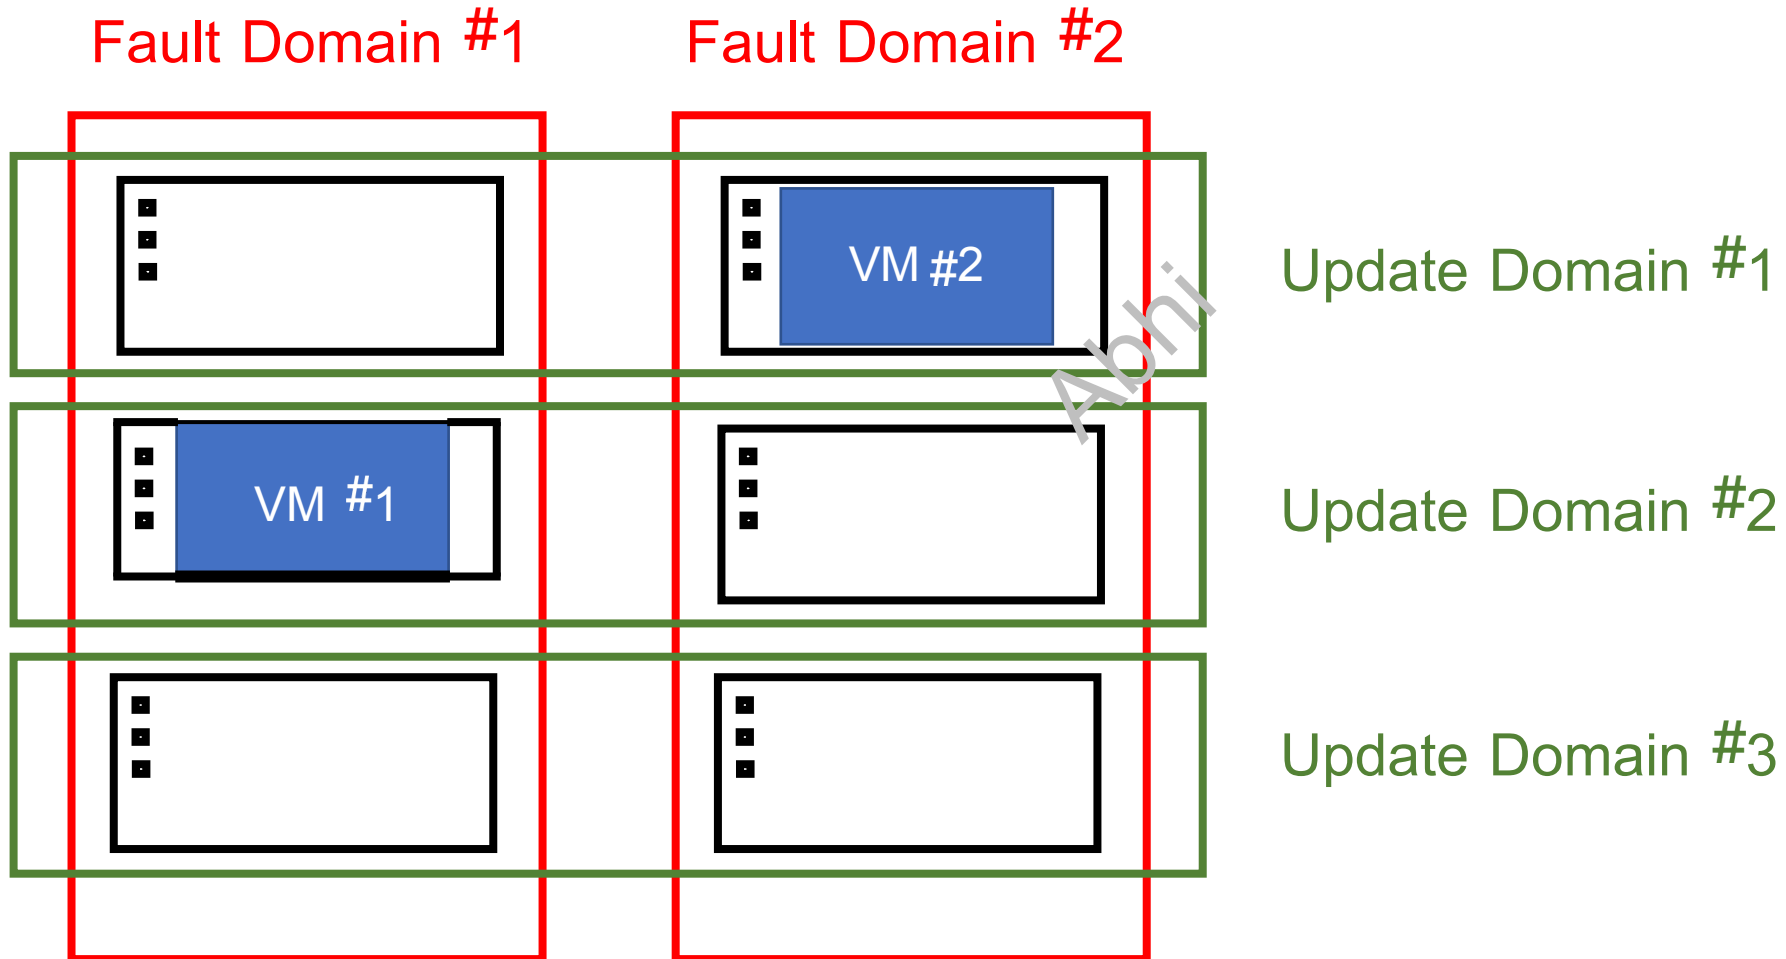 Fault Domain #1
Fault Domain #2
VM #2
Update Domain #1
Abhi
VM #1
Update Domain #2
Update Domain #3